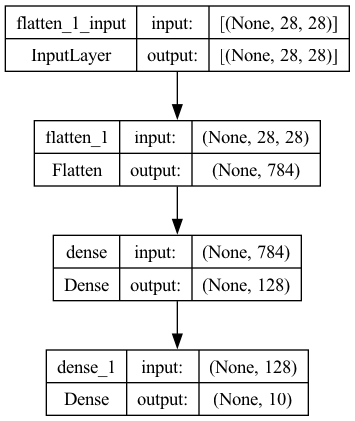 flatten_1_input input: [(None, 28, 28)]
InputLayer output: [(None, 28, 28)]
flatten_1 input: (None, 28, 28)
Flatten output: (None, 784)
dense input: (None, 784)
Dense output: (None, 128)
dense_1 input: (None, 128)
Dense output: (None, 10)